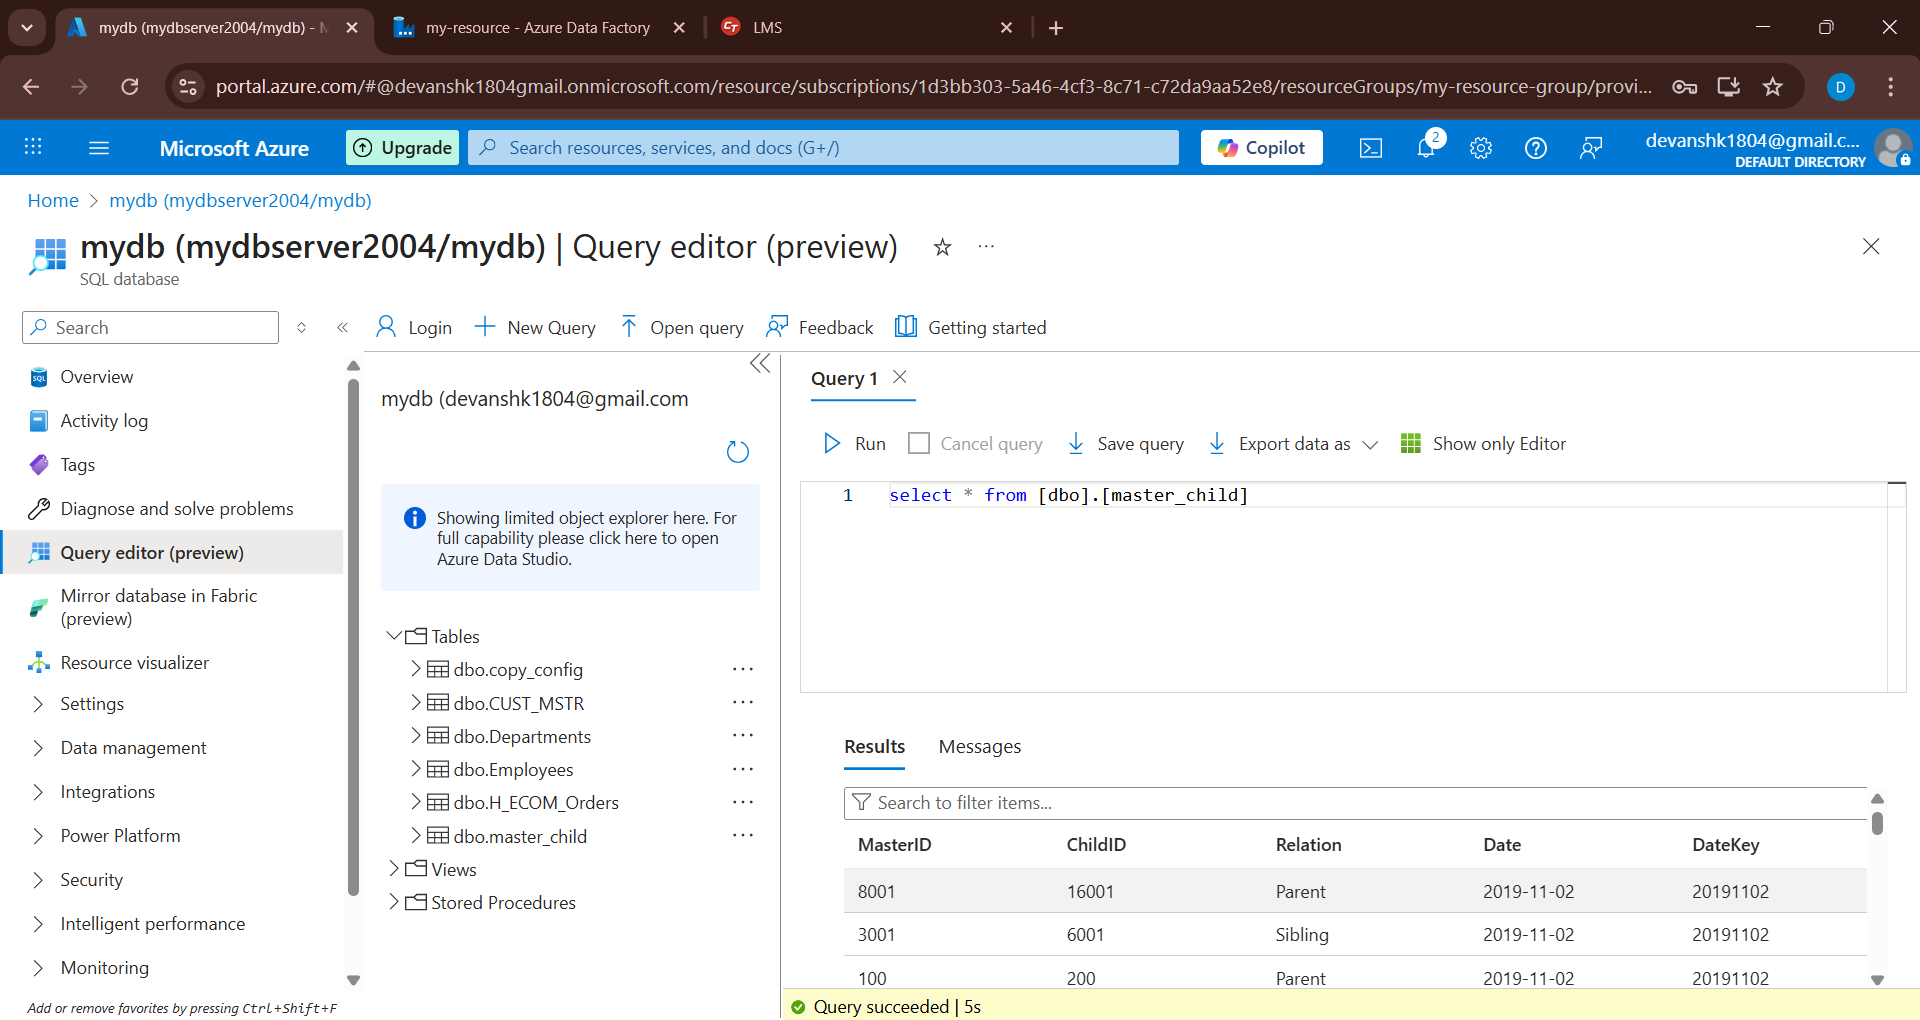 mydb (mydbserver2004/mydb) - M
my-resource - Azure Data Factory
LMS
portal.azure.com/#@devanshk1804gmail.onmicrosoft.com/resource/subscriptions/1d3bb303-5a46-4cf3-8c71-c72da9aa52e8/resourceGroups/my-resource-group/provi...
D
Microsoft Azure
Upgrade
Search resources, services, and docs (G+/)
Copilot
2
devanshk1804@gmail.c...
DEFAULT DIRECTORY
Home > mydb (mydbserver2004/mydb)
mydb (mydbserver2004/mydb) | Query editor (preview)
SQL database
Search
Login
New Query
Open query
Feedback
Getting started
Overview
Activity log
Tags
Diagnose and solve problems
Query editor (preview)
Mirror database in Fabric
(preview)
Resource visualizer
Settings
Data management
Integrations
Power Platform
Security
Intelligent performance
Monitoring
Add or remove favorites by pressing Ctrl+Shift+F
mydb (devanshk1804@gmail.com
Showing limited object explorer here. For
full capability please click here to open
Azure Data Studio.
Tables
dbo.copy_config
dbo.CUST_MSTR
dbo.Departments
dbo.Employees
dbo.H_ECOM_Orders
dbo.master_child
Views
Stored Procedures
Query 1
Run
Cancel query
Save query
Export data as
Show only Editor
1 select * from [dbo].[master_child]
Results
Messages
Search to filter items...
MasterID ChildID Relation Date DateKey
8001 16001 Parent 2019-11-02 20191102
3001 6001 Sibling 2019-11-02 20191102
100 200 Parent 2019-11-02 20191102
Query succeeded | 5s